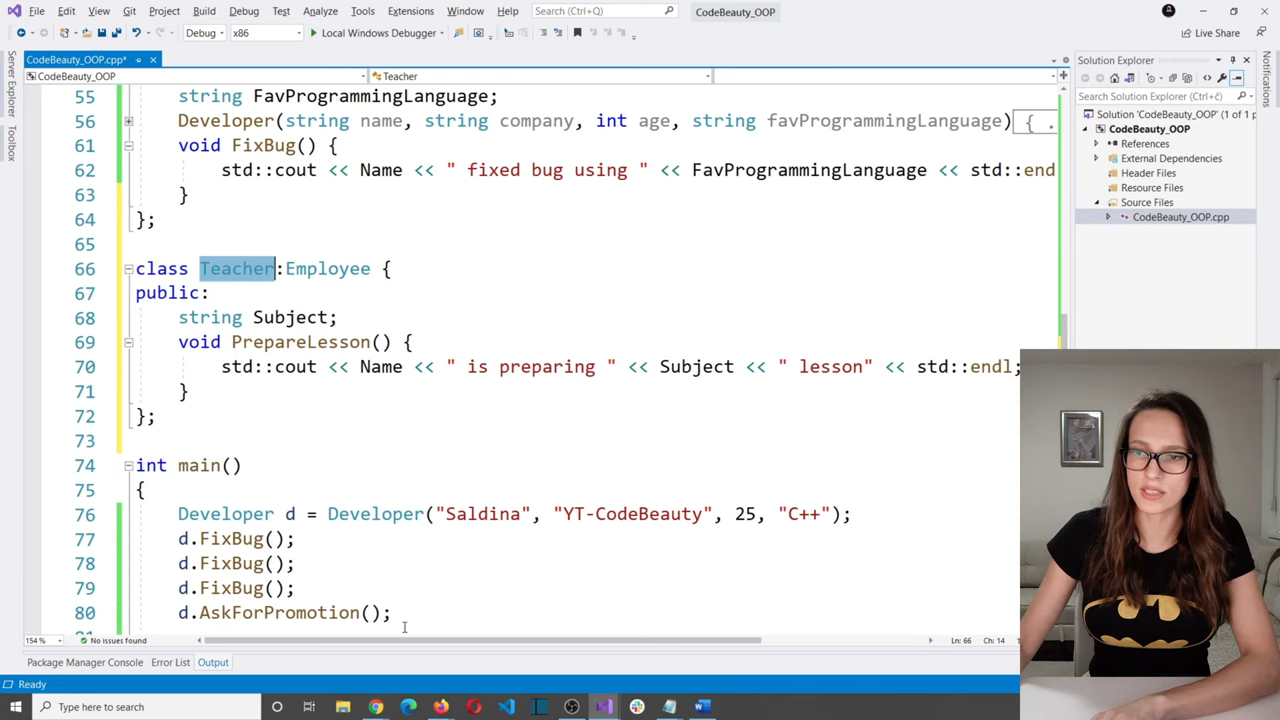 File Edit View Git Project Build Debug Test Analyze Tools Extensions Window Help Search (Ctrl+Q) CodeBeauty_OOP
Debug x86 Local Windows Debugger Live Share
CodeBeauty_OOP.cpp*
CodeBeauty_OOP Teacher
Server Explorer
Toolbox
55 string FavProgrammingLanguage;
56 Developer(string name, string company, int age, string favProgrammingLanguage) { .
61 void FixBug() {
62 std::cout << Name << " fixed bug using " << FavProgrammingLanguage << std::end
63 }
64 };
65
66 class Teacher:Employee {
67 public:
68 string Subject;
69 void PrepareLesson() {
70 std::cout << Name << " is preparing " << Subject << " lesson" << std::endl;
71 }
72 };
73
74 int main()
75 {
76 Developer d = Developer("Saldina", "YT-CodeBeauty", 25, "C++");
77 d.FixBug();
78 d.FixBug();
79 d.FixBug();
80 d.AskForPromotion();
154 % No issues found Ln: 66 Ch: 14
Solution Explorer
Search Solution Explorer (Ctrl+č)
Solution 'CodeBeauty_OOP' (1 of 1 p
CodeBeauty_OOP
References
External Dependencies
Header Files
Resource Files
Source Files
CodeBeauty_OOP.cpp
Notifications
Package Manager Console Error List Output
Ready
Type here to search